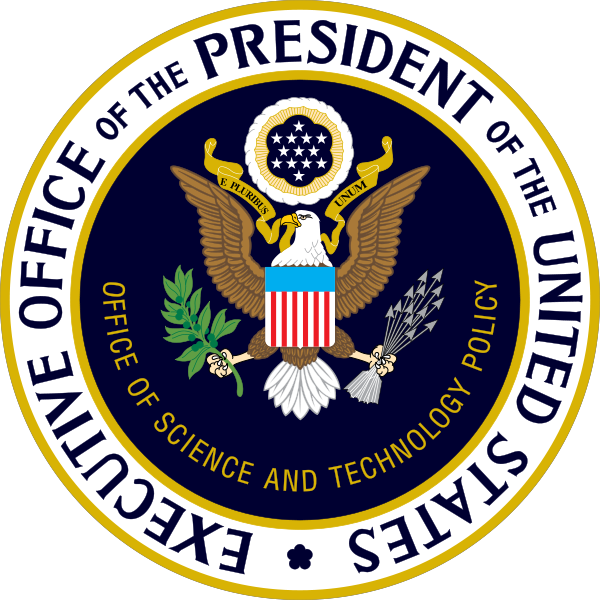 EXECUTIVE OFFICE OF THE PRESIDENT OF THE UNITED STATES
E PLURIBUS UNUM
OFFICE OF SCIENCE AND TECHNOLOGY POLICY